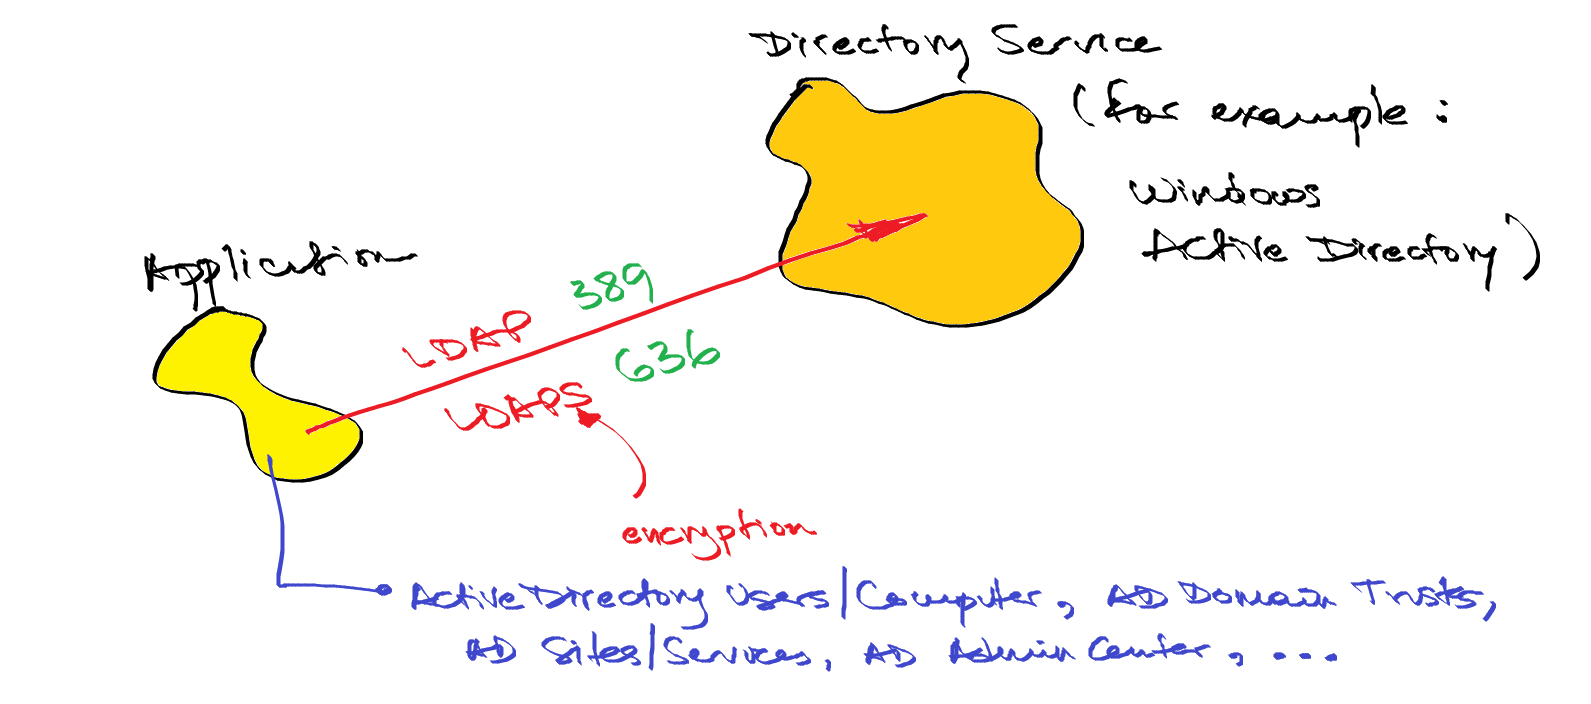 Directory Service
(for example:
Windows
Active Directory)
Application
LDAP 389
LDAPS 636
encryption
Active Directory Users/Computer, AD Domain Trusts,
AD Sites/Services, AD Admin Center, ...